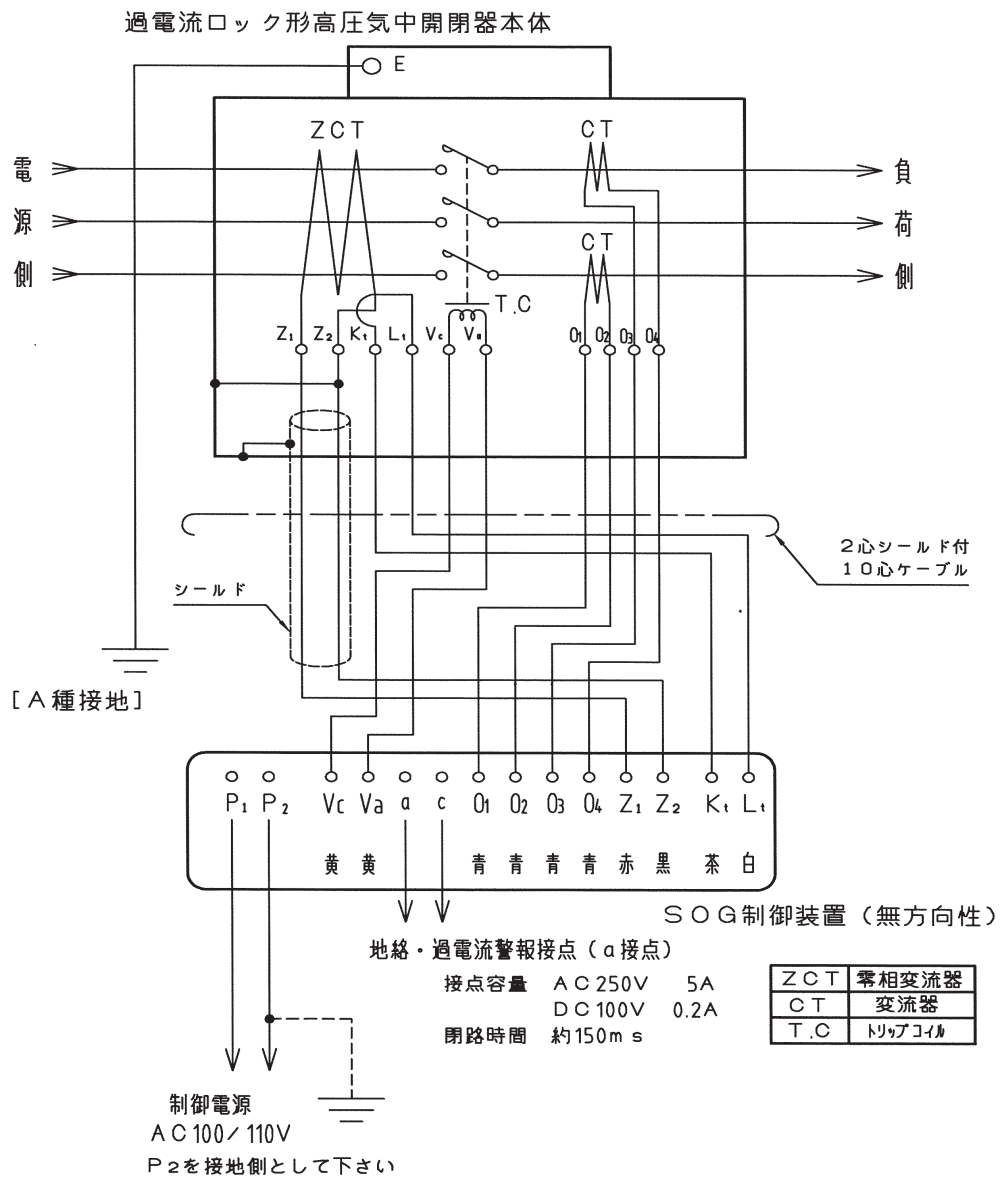 過電流ロック形高圧気中開閉器本体
E
ZCT
CT
電
源
側
負
荷
側
CT
T.C
Z1 Z2 Kt Lt Vc Va O1 O2 O3 O4
2心シールド付
10心ケーブル
シールド
[A種接地]
P1 P2 Vc Va a c O1 O2 O3 O4 Z1 Z2 Kt Lt
黄 黄 青 青 青 青 赤 黒 茶 白
SOG制御装置(無方向性)
地絡・過電流警報接点(a接点)
接点容量 AC250V 5A
DC100V 0.2A
閉路時間 約150ms
ZCT 零相変流器
CT 変流器
T.C トリップコイル
制御電源
AC100/110V
P2を接地側として下さい